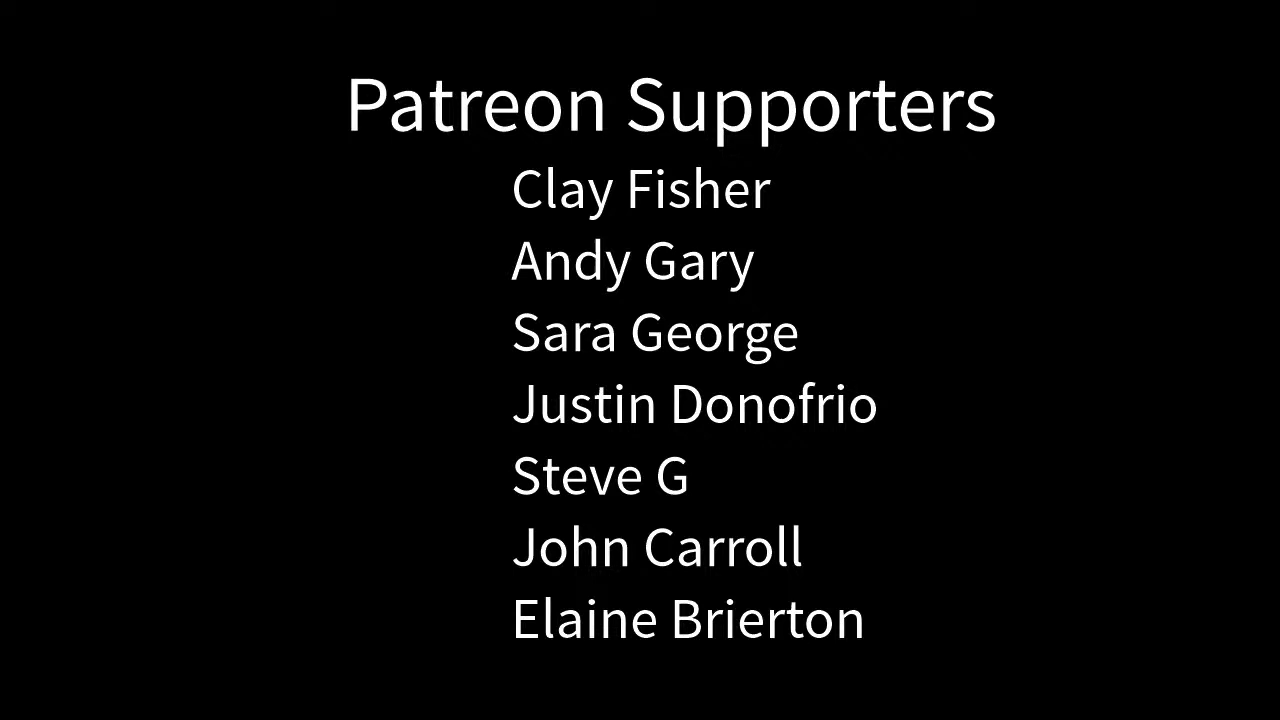 Patreon Supporters
Clay Fisher
Andy Gary
Sara George
Justin Donofrio
Steve G
John Carroll
Elaine Brierton